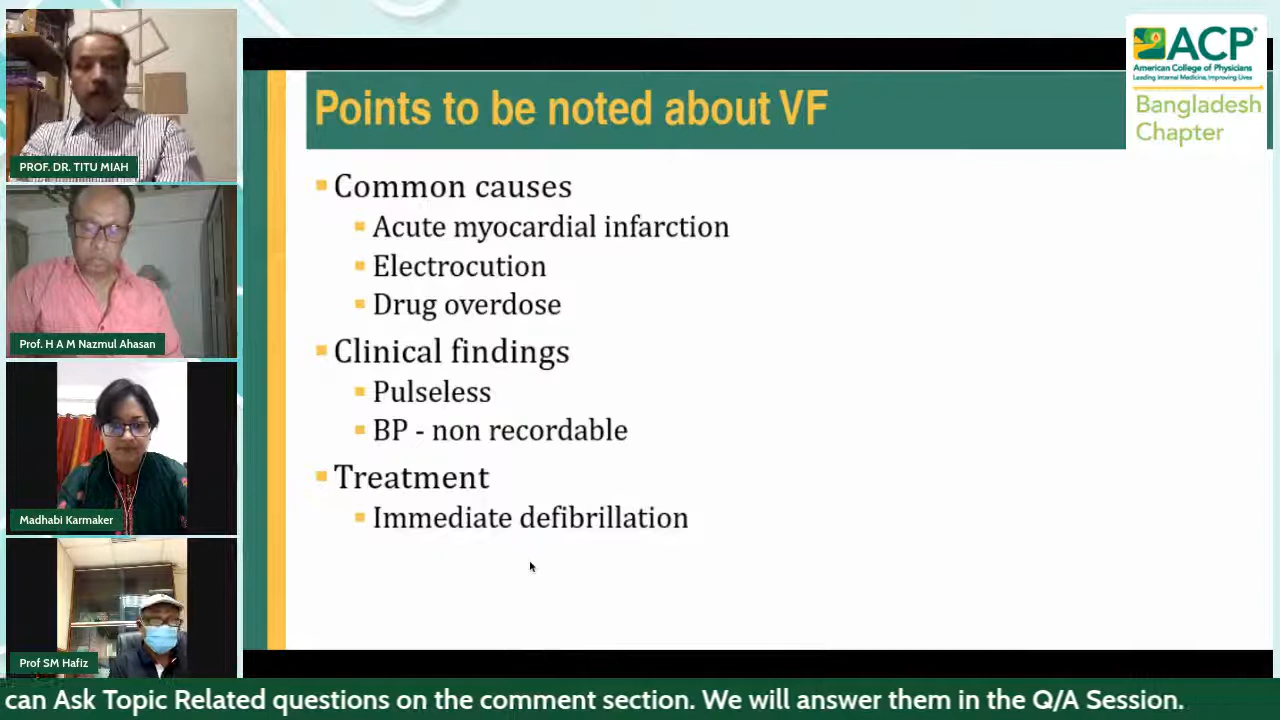 PROF. DR. TITU MIAH
Prof. H A M Nazmul Ahasan
Madhabi Karmaker
Prof SM Hafiz
Points to be noted about VF
Common causes
Acute myocardial infarction
Electrocution
Drug overdose
Clinical findings
Pulseless
BP - non recordable
Treatment
Immediate defibrillation
ACP®
American College of Physicians
Leading Internal Medicine, Improving Lives
Bangladesh
Chapter
can Ask Topic Related questions on the comment section. We will answer them in the Q/A Session.